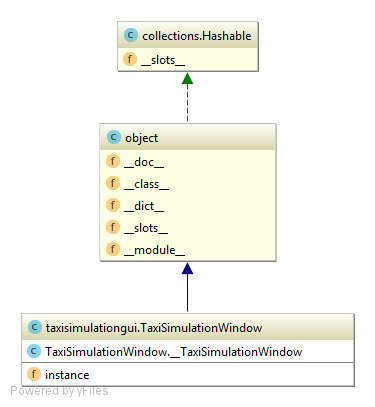 C collections.Hashable
f __slots__
C object
f __doc__
f __class__
f __dict__
f __slots__
f __module__
C taxisimulationgui.TaxiSimulationWindow
C TaxiSimulationWindow.__TaxiSimulationWindow
f instance
Powered by yFiles